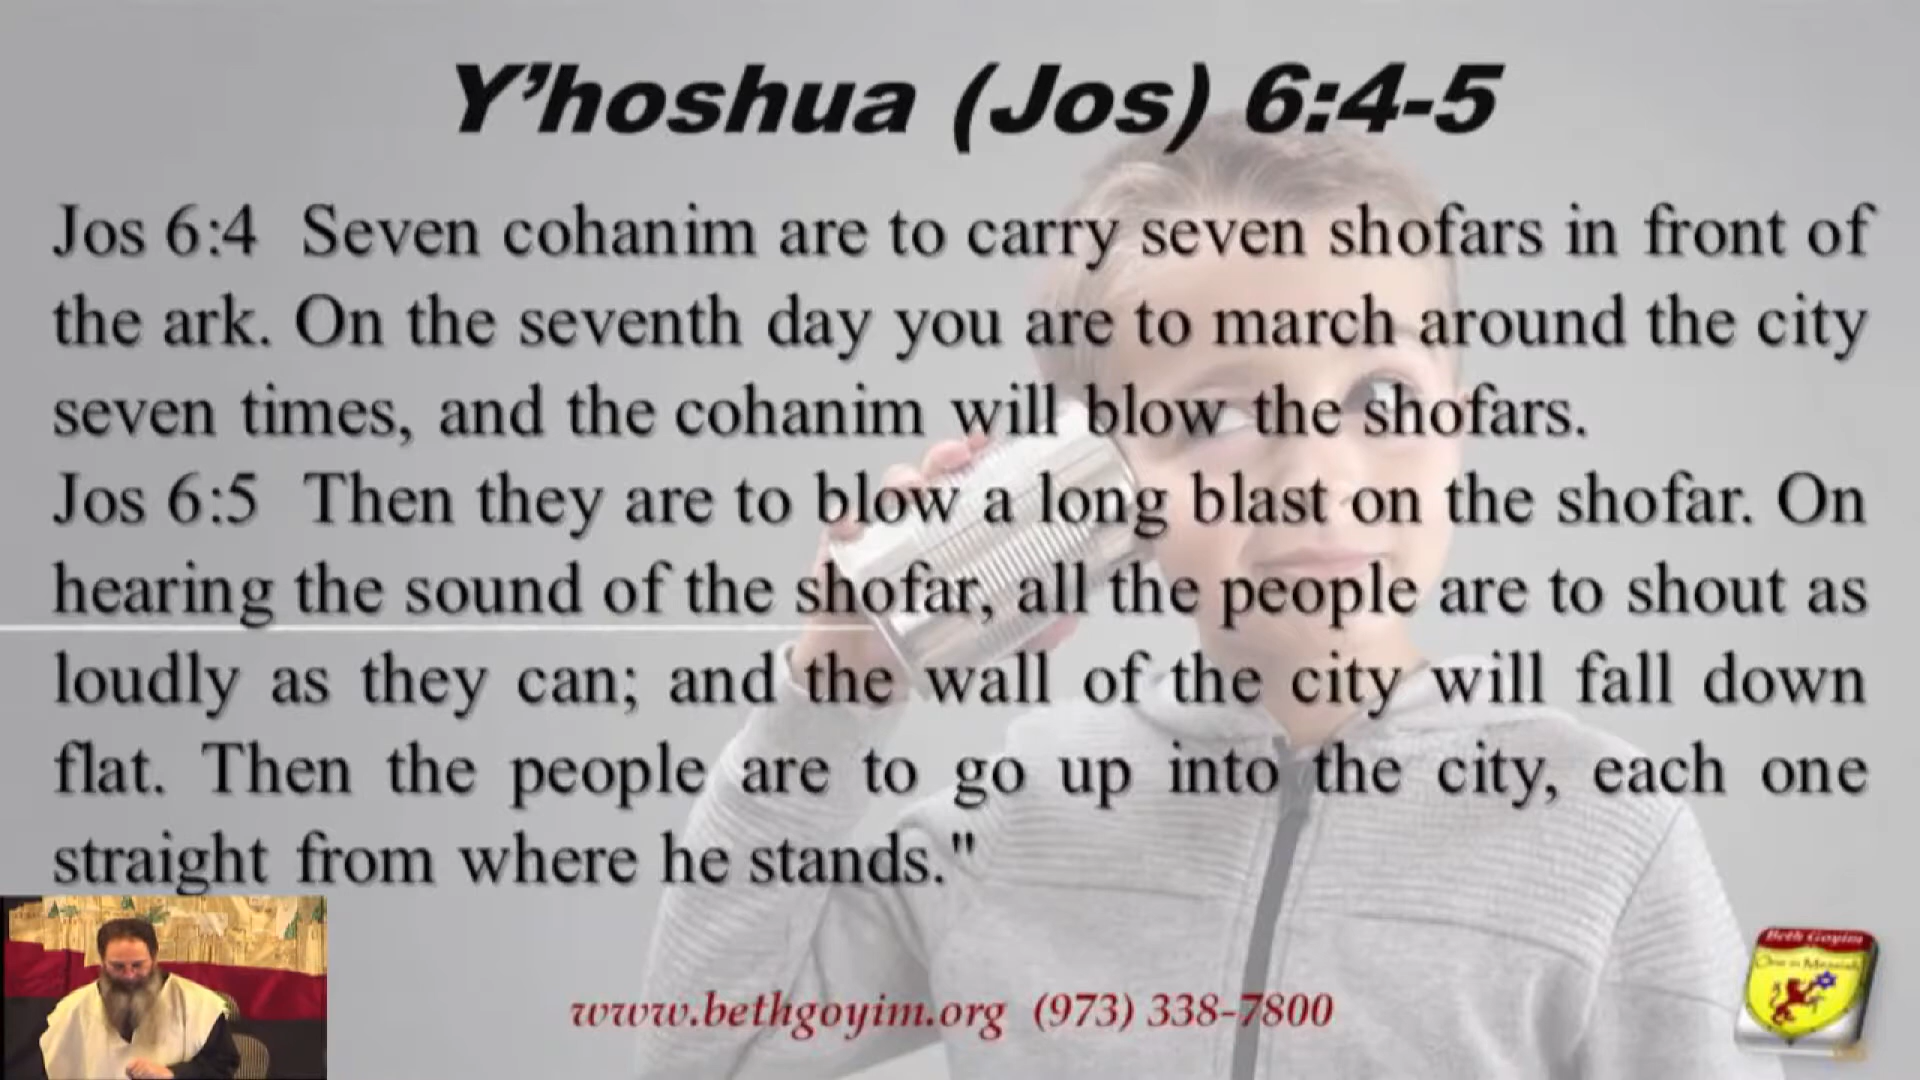 Y'hoshua (Jos) 6:4-5
Jos 6:4  Seven cohanim are to carry seven shofars in front of
the ark. On the seventh day you are to march around the city
seven times, and the cohanim will blow the shofars.
Jos 6:5  Then they are to blow a long blast on the shofar. On
hearing the sound of the shofar, all the people are to shout as
loudly as they can; and the wall of the city will fall down
flat. Then the people are to go up into the city, each one
straight from where he stands."
www.bethgoyim.org (973) 338-7800
Beth Goyim
One in Messiah